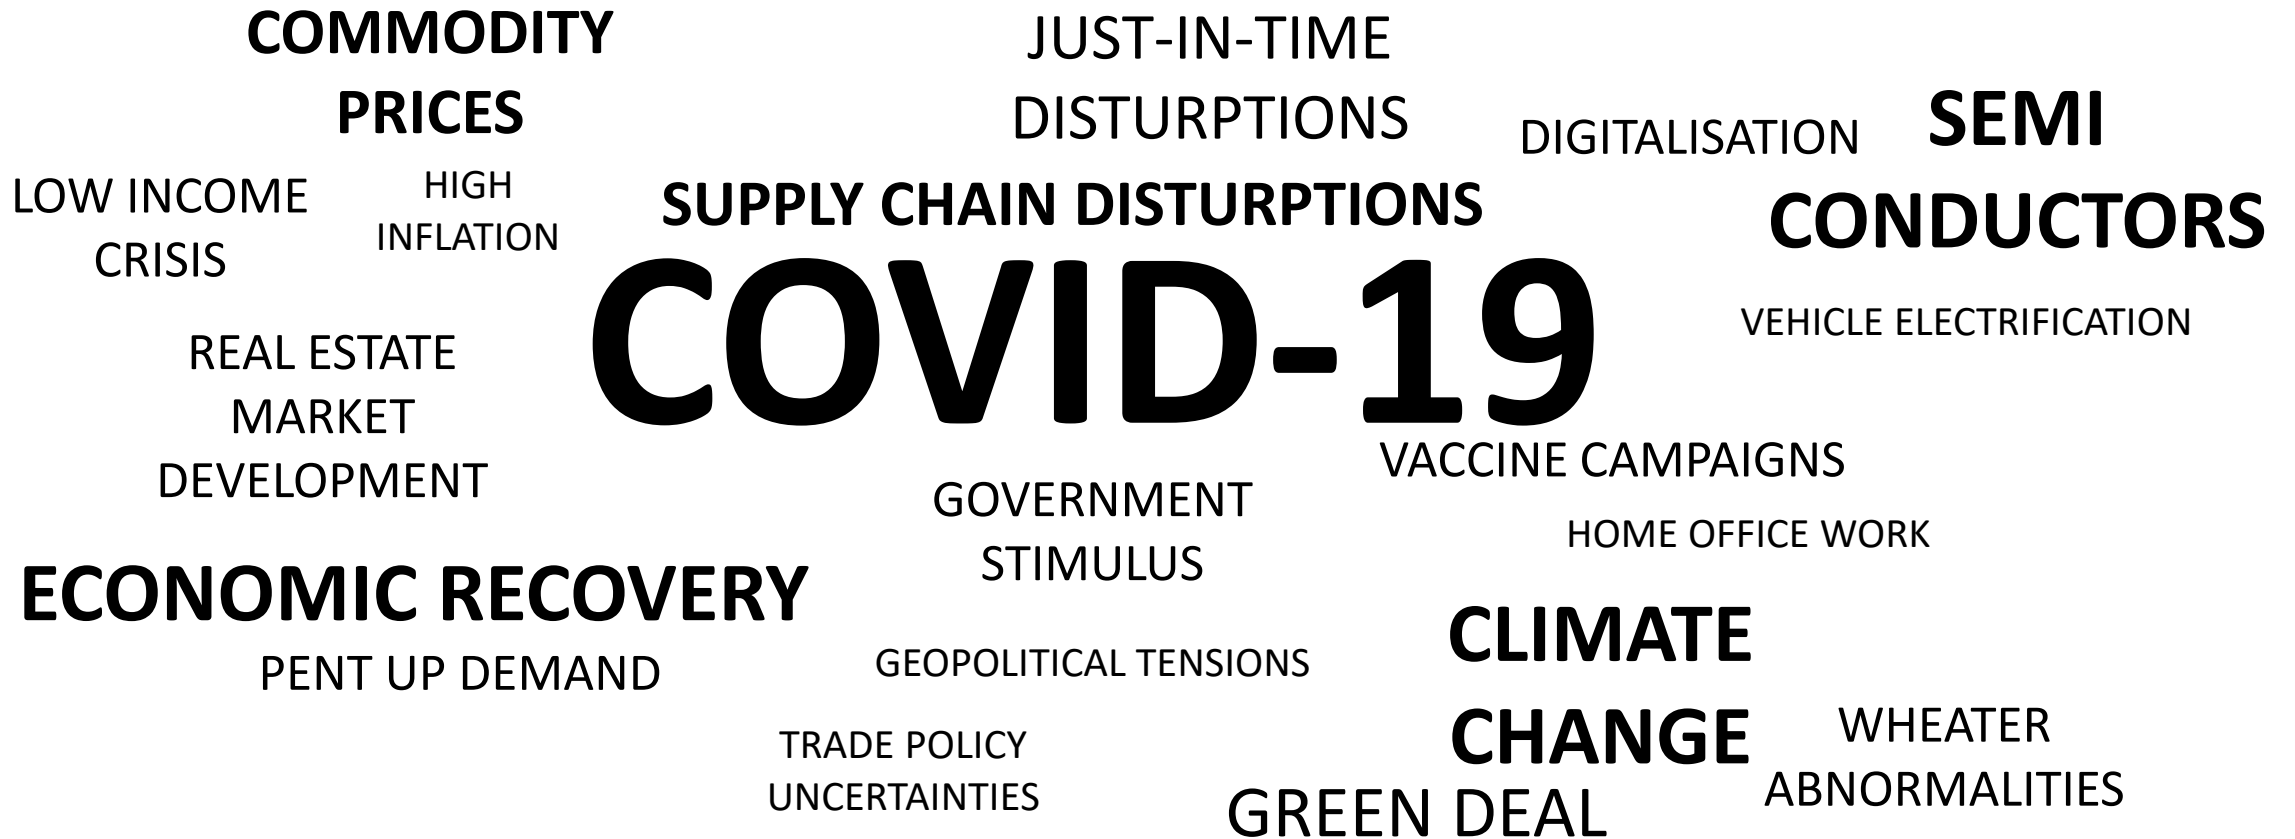 COMMODITY
PRICES
JUST-IN-TIME
DISTURPTIONS
DIGITALISATION
SEMI
CONDUCTORS
LOW INCOME
CRISIS
HIGH
INFLATION
SUPPLY CHAIN DISTURPTIONS
COVID-19
VEHICLE ELECTRIFICATION
REAL ESTATE
MARKET
DEVELOPMENT
VACCINE CAMPAIGNS
GOVERNMENT
STIMULUS
HOME OFFICE WORK
ECONOMIC RECOVERY
PENT UP DEMAND
GEOPOLITICAL TENSIONS
CLIMATE
CHANGE
WHEATER
ABNORMALITIES
TRADE POLICY
UNCERTAINTIES
GREEN DEAL